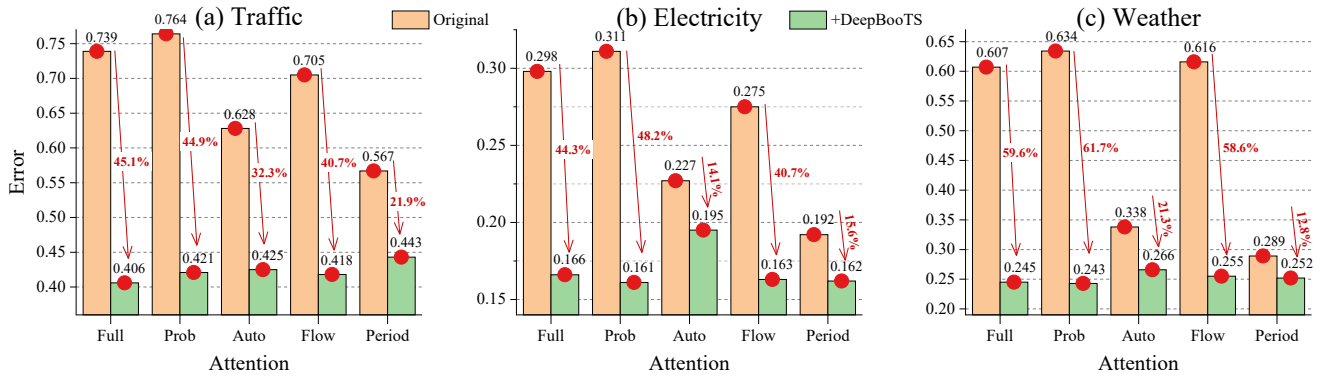 (a) Traffic
Original
(b) Electricity
+DeepBooTS
(c) Weather
Error
0.75
0.70
0.65
0.60
0.55
0.50
0.45
0.40
0.739
0.764
0.628
0.705
0.567
45.1%
44.9%
32.3%
40.7%
21.9%
0.406
0.421
0.425
0.418
0.443
Full
Prob
Auto
Flow
Period
Attention
0.30
0.25
0.20
0.15
0.298
0.311
0.227
0.275
0.192
44.3%
48.2%
14.1%
40.7%
15.6%
0.166
0.161
0.195
0.163
0.162
Full
Prob
Auto
Flow
Period
Attention
0.65
0.60
0.55
0.50
0.45
0.40
0.35
0.30
0.25
0.20
0.607
0.634
0.338
0.616
0.289
59.6%
61.7%
21.3%
58.6%
12.8%
0.245
0.243
0.266
0.255
0.252
Full
Prob
Auto
Flow
Period
Attention